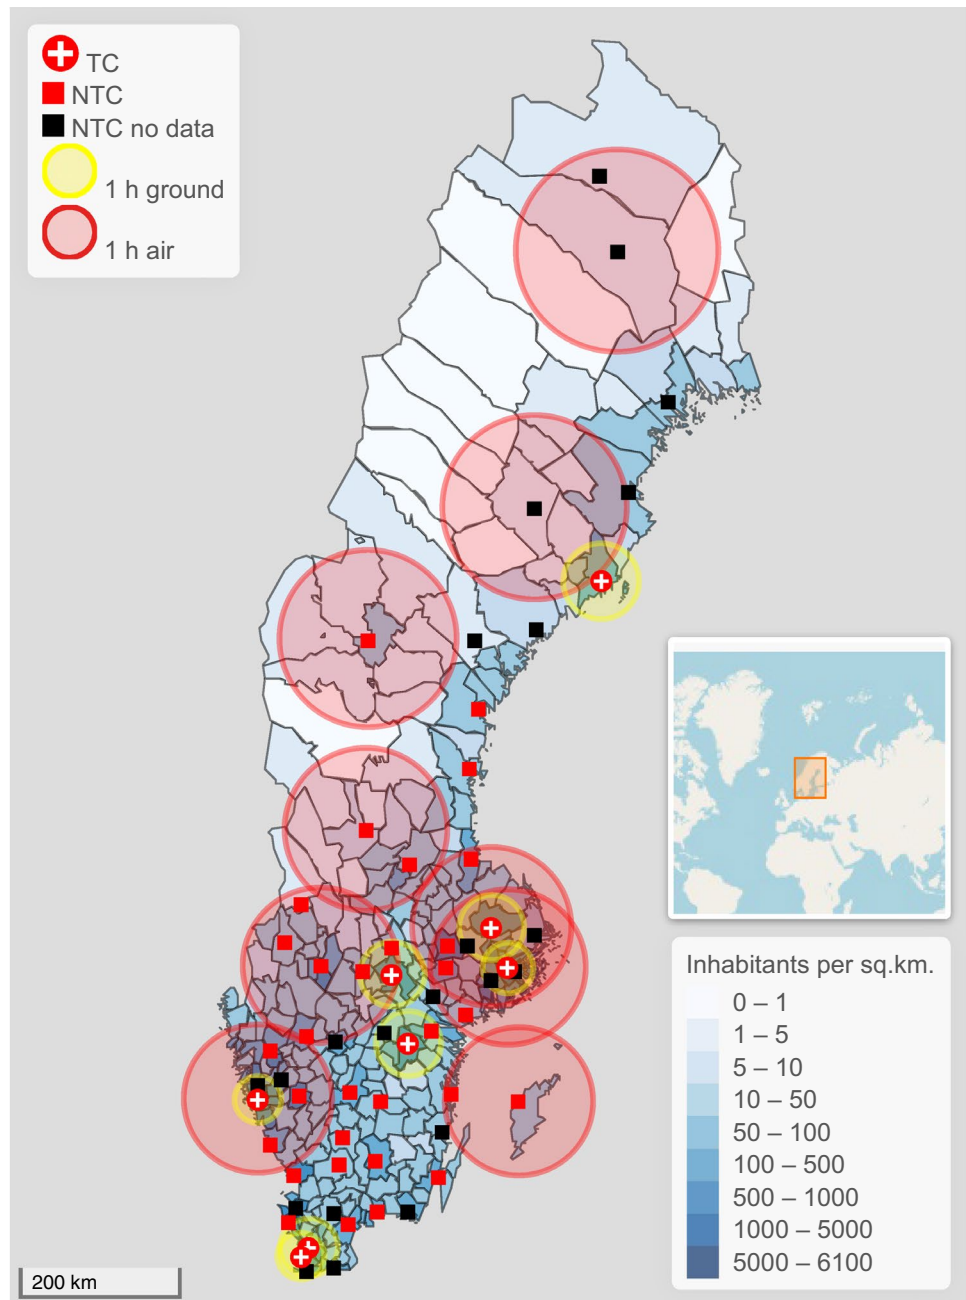 TC
NTC
NTC no data
1 h ground
1 h air
Inhabitants per sq.km.
0 – 1
1 – 5
5 – 10
10 – 50
50 – 100
100 – 500
500 – 1000
1000 – 5000
5000 – 6100
200 km